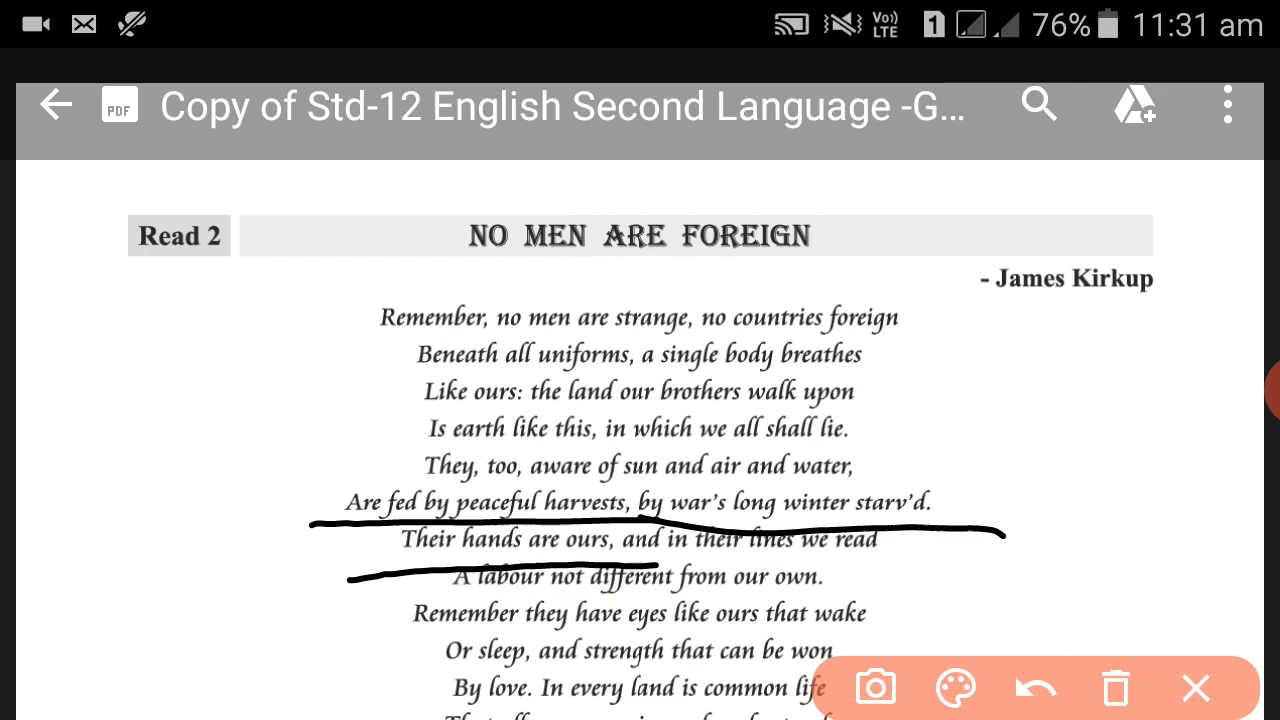 Vo)) LTE 1 76% 11:31 am
PDF Copy of Std-12 English Second Language -G...
Read 2 NO MEN ARE FOREIGN
- James Kirkup
Remember, no men are strange, no countries foreign
Beneath all uniforms, a single body breathes
Like ours: the land our brothers walk upon
Is earth like this, in which we all shall lie.
They, too, aware of sun and air and water,
Are fed by peaceful harvests, by war's long winter starv'd.
Their hands are ours, and in their lines we read
A labour not different from our own.
Remember they have eyes like ours that wake
Or sleep, and strength that can be won
By love. In every land is common life